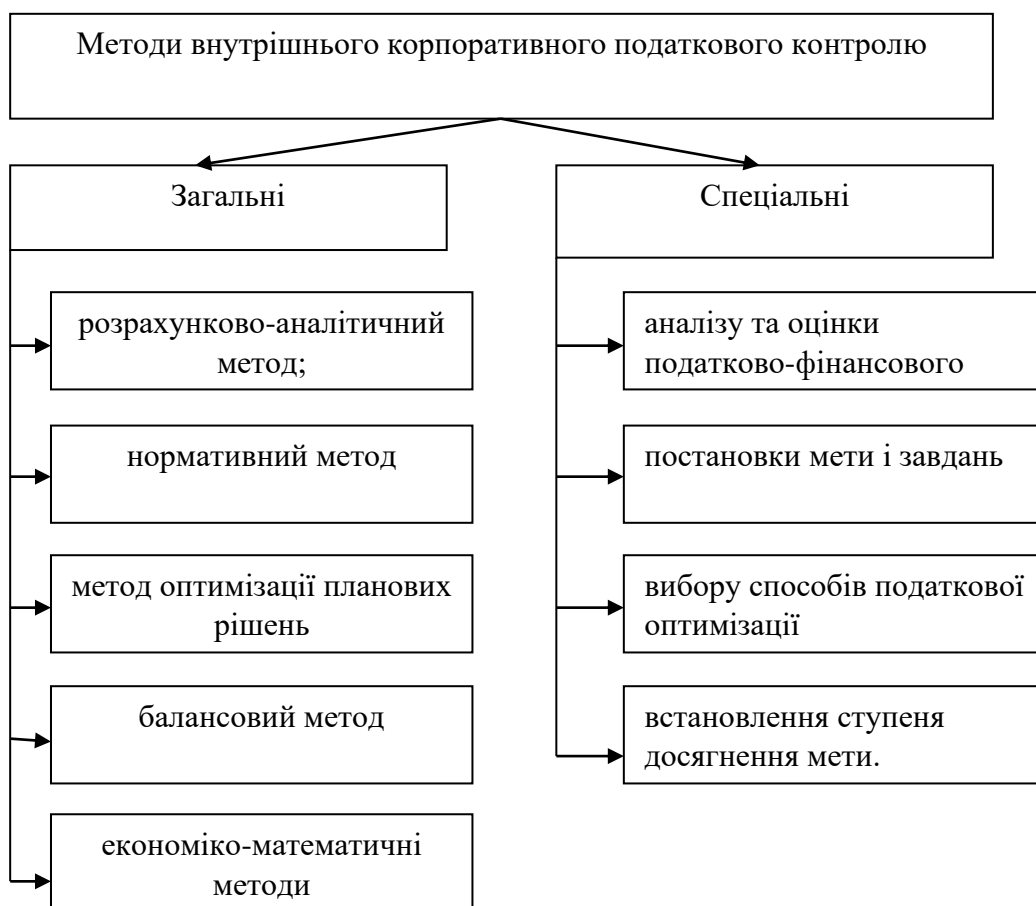 Методи внутрішнього корпоративного податкового контролю
Загальні
розрахунково-аналітичний
метод;
нормативний метод
метод оптимізації планових
рішень
балансовий метод
економіко-математичні
методи
Спеціальні
аналізу та оцінки
податково-фінансового
постановки мети і завдань
вибору способів податкової
оптимізації
встановлення ступеня
досягнення мети.